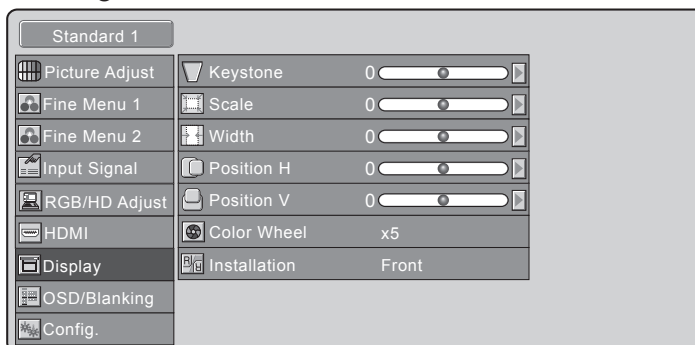 Standard 1
Picture Adjust
Fine Menu 1
Fine Menu 2
Input Signal
RGB/HD Adjust
HDMI
Display
OSD/Blanking
Config.
Keystone 0
Scale 0
Width 0
Position H 0
Position V 0
Color Wheel x5
Installation Front